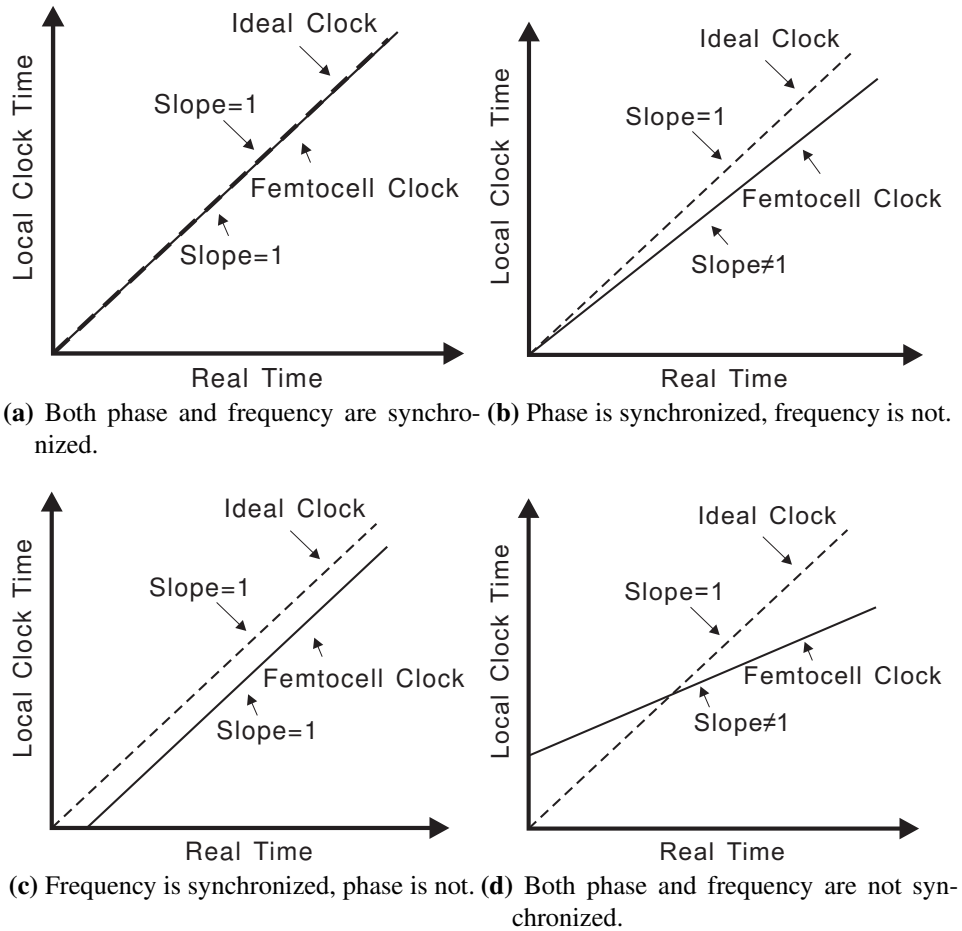 Ideal Clock
Slope=1
Femtocell Clock
Slope=1
Local Clock Time
Real Time
(a) Both phase and frequency are synchro-
nized.
Ideal Clock
Slope=1
Femtocell Clock
Slope≠1
Local Clock Time
Real Time
(b) Phase is synchronized, frequency is not.
Ideal Clock
Slope=1
Femtocell Clock
Slope=1
Local Clock Time
Real Time
(c) Frequency is synchronized, phase is not.
Ideal Clock
Slope=1
Femtocell Clock
Slope≠1
Local Clock Time
Real Time
(d) Both phase and frequency are not syn-
chronized.